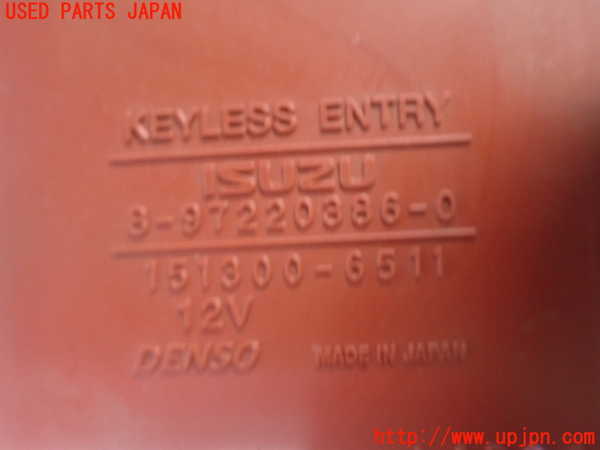 USED PARTS JAPAN
KEYLESS ENTRY
ISUZU
8-97220386-0
151300-6511
12V
DENSO MADE IN JAPAN
http://www.upjpn.com/